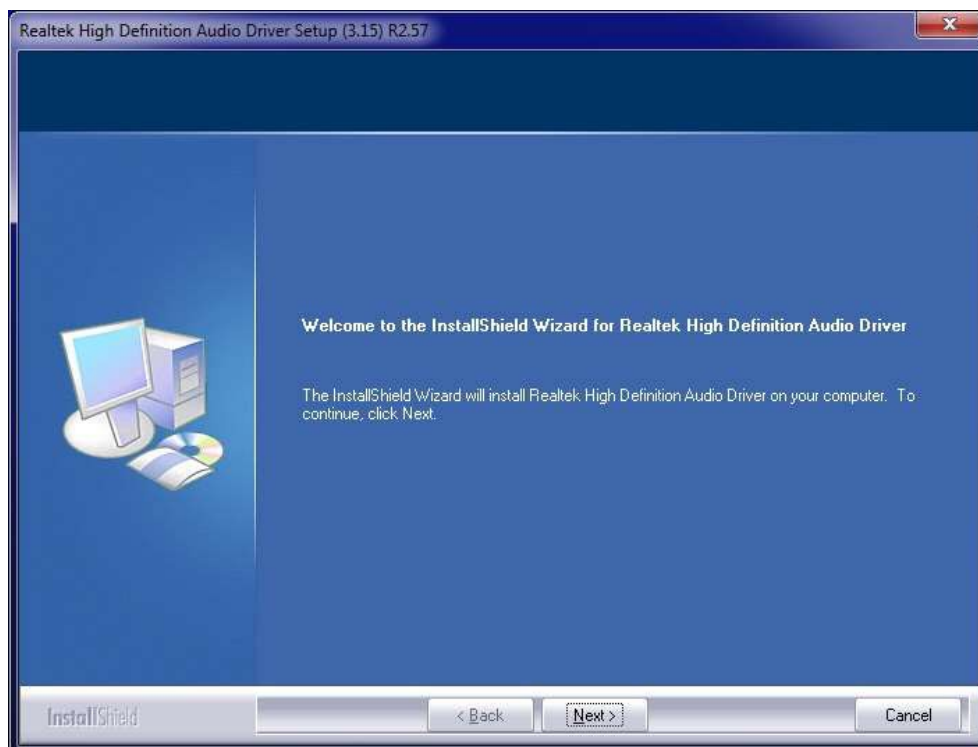 Realtek High Definition Audio Driver Setup (3.15) R2.57
Welcome to the InstallShield Wizard for Realtek High Definition Audio Driver
The InstallShield Wizard will install Realtek High Definition Audio Driver on your computer. To
continue, click Next.
InstallShield
< Back
Next >
Cancel